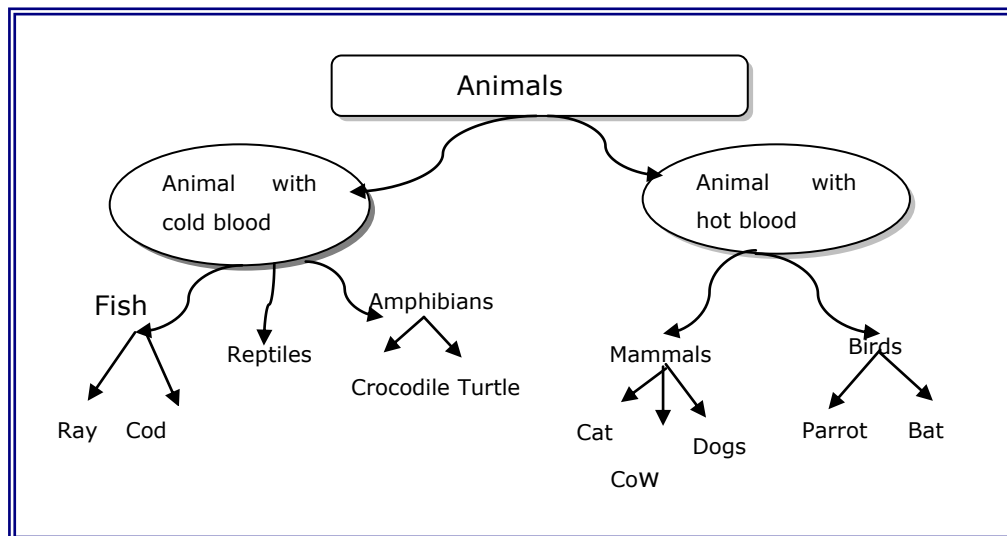 Animals
Animal with
cold blood
Animal with
hot blood
Fish
Amphibians
Reptiles
Mammals
Birds
Crocodile Turtle
Ray Cod
Cat
Dogs
Parrot Bat
CoW